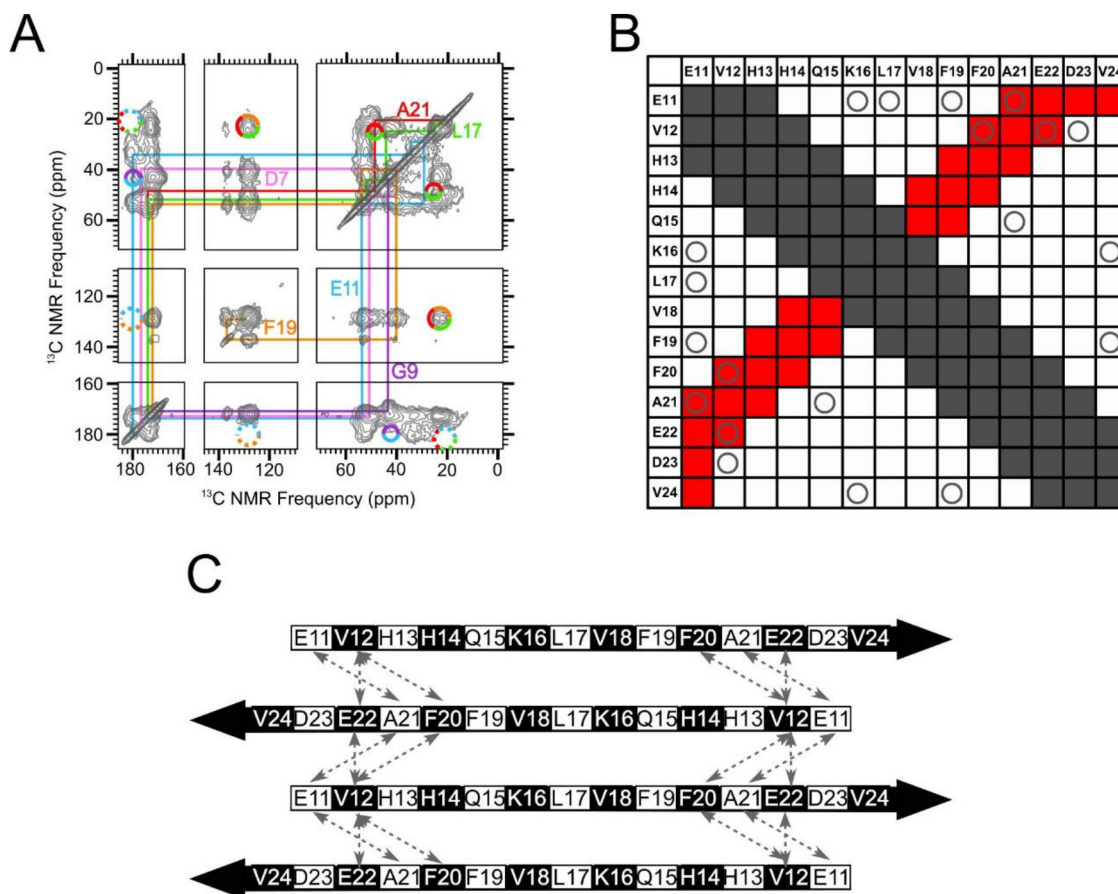 A
0
20
40
60
100
120
140
160
180
¹³C NMR Frequency (ppm)
A21
L17
D7
E11
F19
G9
180 160 140 120 60 40 20 0
¹³C NMR Frequency (ppm)
B
E11 V12 H13 H14 Q15 K16 L17 V18 F19 F20 A21 E22 D23 V24
E11
V12
H13
H14
Q15
K16
L17
V18
F19
F20
A21
E22
D23
V24
C
E11 V12 H13 H14 Q15 K16 L17 V18 F19 F20 A21 E22 D23 V24
V24 D23 E22 A21 F20 F19 V18 L17 K16 Q15 H14 H13 V12 E11
E11 V12 H13 H14 Q15 K16 L17 V18 F19 F20 A21 E22 D23 V24
V24 D23 E22 A21 F20 F19 V18 L17 K16 Q15 H14 H13 V12 E11